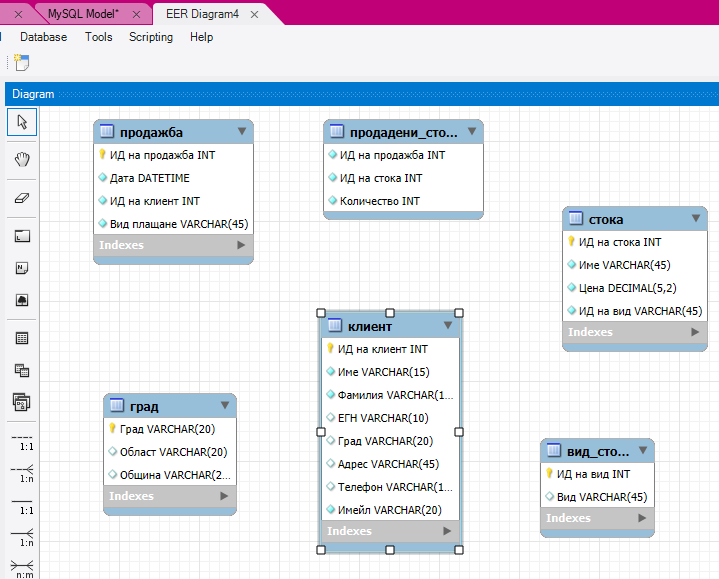 MySQL Model* ×
EER Diagram4 ×
Database Tools Scripting Help
Diagram
продажба
ИД на продажба INT
Дата DATETIME
ИД на клиент INT
Вид плащане VARCHAR(45)
Indexes
продадени_сто...
ИД на продажба INT
ИД на стока INT
Количество INT
стока
ИД на стока INT
Име VARCHAR(45)
Цена DECIMAL(5,2)
ИД на вид VARCHAR(45)
Indexes
клиент
ИД на клиент INT
Име VARCHAR(15)
Фамилия VARCHAR(1...
ЕГН VARCHAR(10)
Град VARCHAR(20)
Адрес VARCHAR(45)
Телефон VARCHAR(1...
Имейл VARCHAR(20)
Indexes
град
Град VARCHAR(20)
Област VARCHAR(20)
Община VARCHAR(2...
Indexes
вид_сто...
ИД на вид INT
Вид VARCHAR(45)
Indexes
1:1
1:n
1:1
1:n
n:m